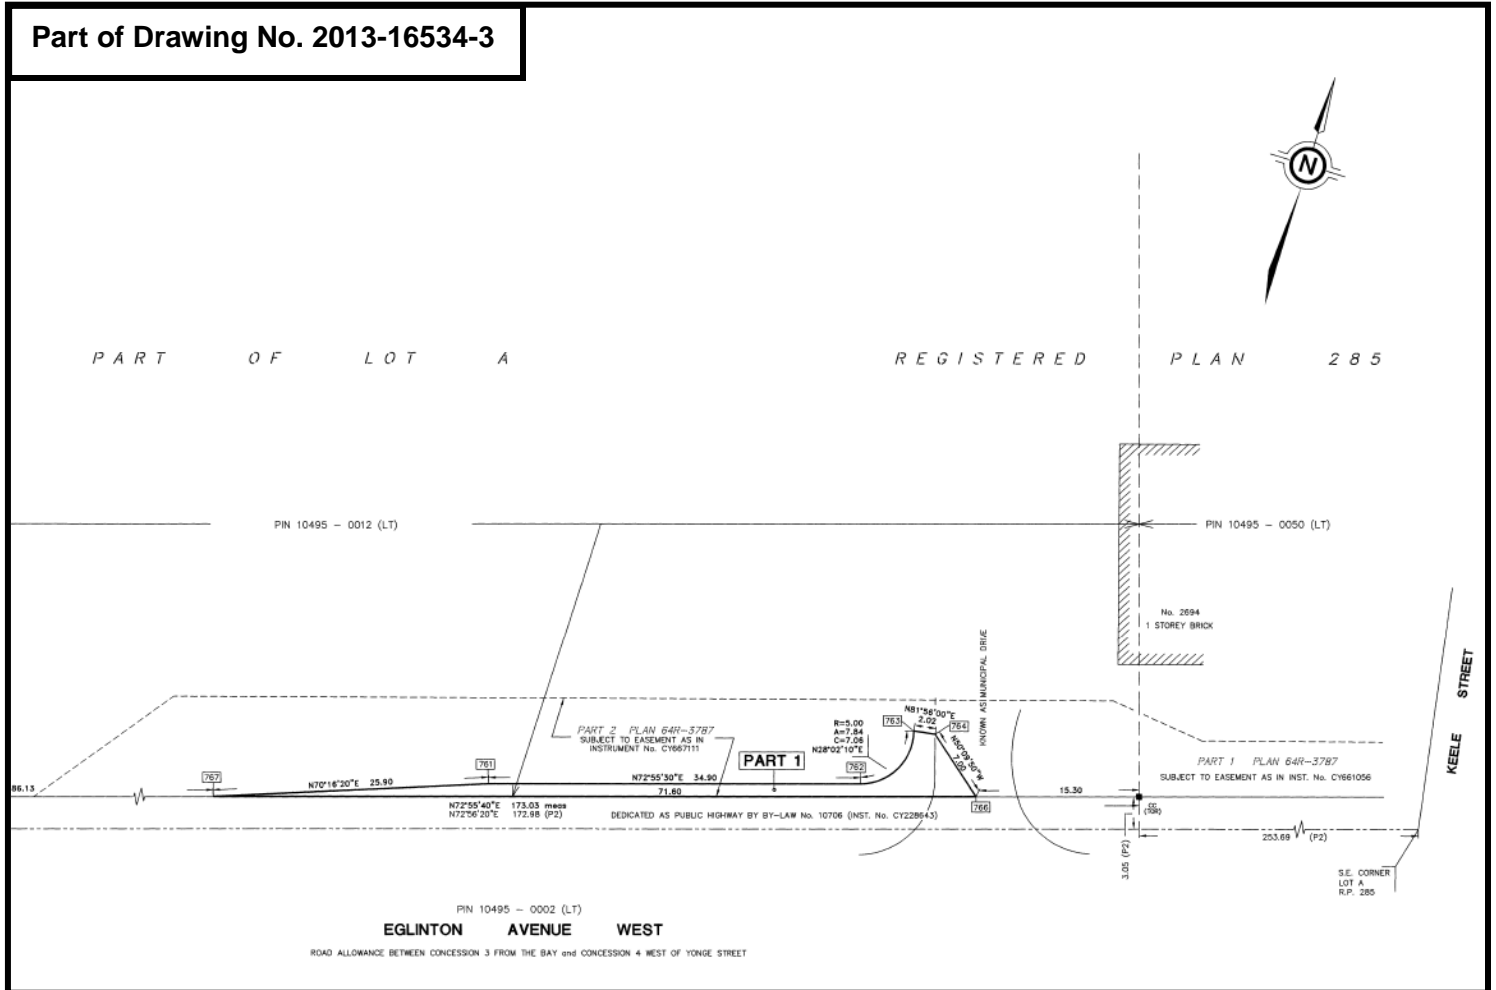 Part of Drawing No. 2013-16534-3
N
PART OF LOT A REGISTERED PLAN 285
PIN 10495 - 0012 (LT)
PIN 10495 - 0050 (LT)
No. 2694
1 STOREY BRICK
KNOWN AS MUNICIPAL DRIVE
KEELE STREET
PART 2 PLAN 64R-3787
SUBJECT TO EASEMENT AS IN
INSTRUMENT No. CY667111
R=5.00
A=7.84
C=7.06
N28°02'10"E
763
N81°56'00"E
2.02
764
N50°09'50"W
7.00
767
N70°16'20"E 25.90
761
N72°55'30"E 34.90
71.60
PART 1
762
766
PART 1 PLAN 64R-3787
SUBJECT TO EASEMENT AS IN INST. No. CY661056
86.13
15.30
N72°55'40"E 173.03 meas
N72°56'20"E 172.98 (P2)
DEDICATED AS PUBLIC HIGHWAY BY BY-LAW No. 10706 (INST. No. CY228643)
CC
(TGR)
3.05 (P2)
253.69 (P2)
S.E. CORNER
LOT A
R.P. 285
PIN 10495 - 0002 (LT)
EGLINTON AVENUE WEST
ROAD ALLOWANCE BETWEEN CONCESSION 3 FROM THE BAY and CONCESSION 4 WEST OF YONGE STREET